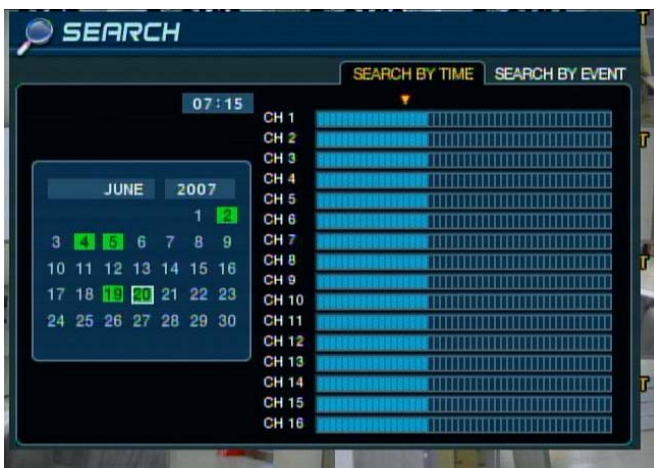 SEARCH
SEARCH BY TIME SEARCH BY EVENT
07:15
JUNE 2007
1 2
3 4 5 6 7 8 9
10 11 12 13 14 15 16
17 18 19 20 21 22 23
24 25 26 27 28 29 30
CH 1
CH 2
CH 3
CH 4
CH 5
CH 6
CH 7
CH 8
CH 9
CH 10
CH 11
CH 12
CH 13
CH 14
CH 15
CH 16
T
T
T
T